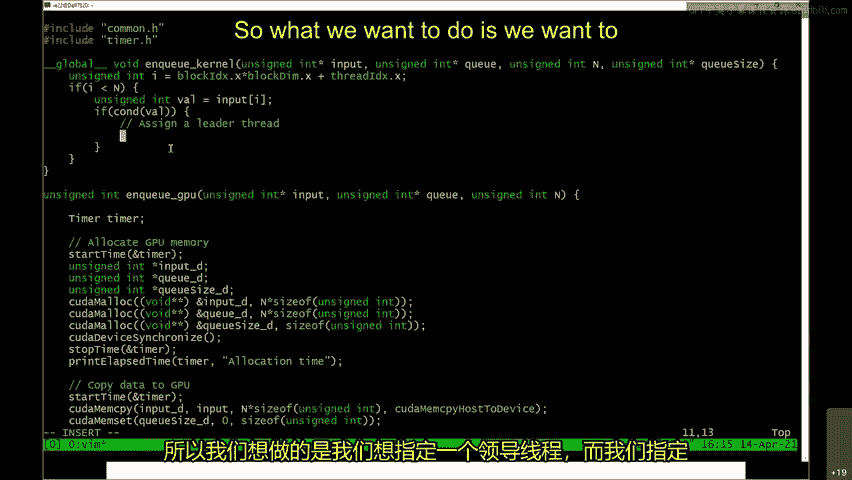 So what we want to do is we want to
#include "common.h"
#include "timer.h"
__global__ void enqueue_kernel(unsigned int* input, unsigned int* queue, unsigned int N, unsigned int* queueSize) {
unsigned int i = blockIdx.x*blockDim.x + threadIdx.x;
if(i < N) {
unsigned int val = input[i];
if(cond(val)) {
// Assign a leader thread
}
}
}
unsigned int enqueue_gpu(unsigned int* input, unsigned int* queue, unsigned int N) {
Timer timer;
// Allocate GPU memory
startTime(&timer);
unsigned int *input_d;
unsigned int *queue_d;
unsigned int *queueSize_d;
cudaMalloc((void**) &input_d, N*sizeof(unsigned int));
cudaMalloc((void**) &queue_d, N*sizeof(unsigned int));
cudaMalloc((void**) &queueSize_d, sizeof(unsigned int));
cudaDeviceSynchronize();
stopTime(&timer);
printElapsedTime(timer, "Allocation time");
// Copy data to GPU
startTime(&timer);
cudaMemcpy(input_d, input, N*sizeof(unsigned int), cudaMemcpyHostToDevice);
cudaMemset(queueSize_d, 0, sizeof(unsigned int));
-- INSERT -- 11,13 Top
[0] 0:vim* 16:15 14-Apr-21
所以我们想做的是我们想指定一个领导线程，而我们指定
+19